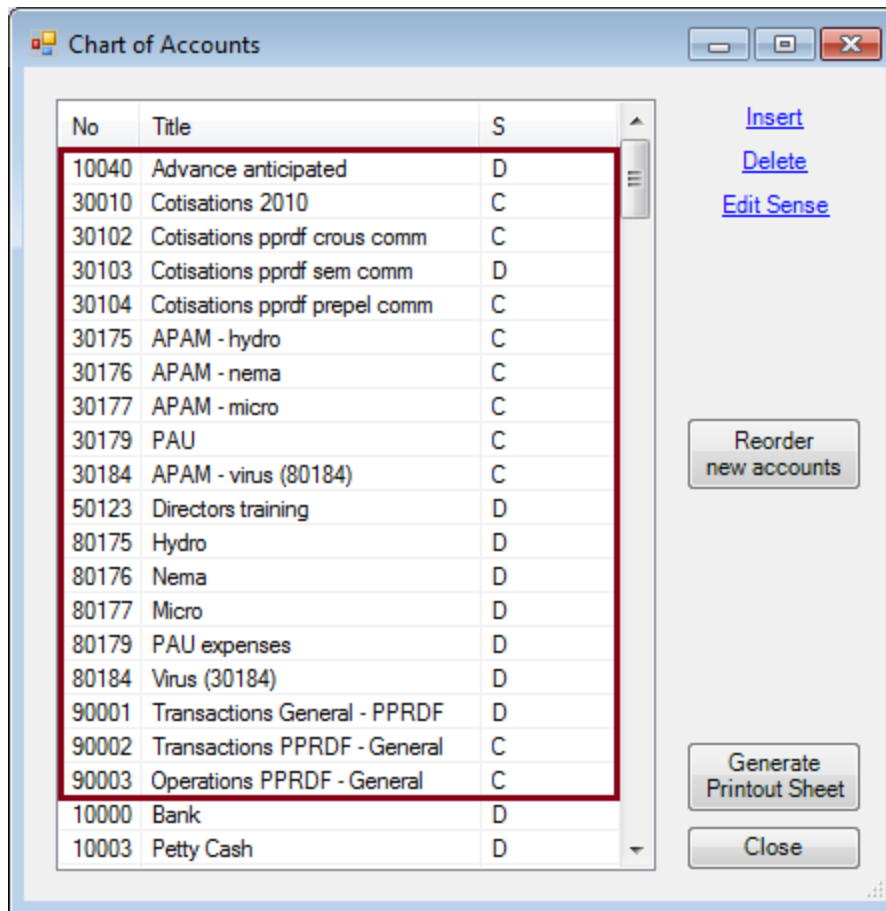 Chart of Accounts
No Title S
10040 Advance anticipated D
30010 Cotisations 2010 C
30102 Cotisations pprdf crous comm C
30103 Cotisations pprdf sem comm D
30104 Cotisations pprdf prepel comm C
30175 APAM - hydro C
30176 APAM - nema C
30177 APAM - micro C
30179 PAU C
30184 APAM - virus (80184) C
50123 Directors training D
80175 Hydro D
80176 Nema D
80177 Micro D
80179 PAU expenses D
80184 Virus (30184) D
90001 Transactions General - PPRDF D
90002 Transactions PPRDF - General C
90003 Operations PPRDF - General C
10000 Bank D
10003 Petty Cash D
Insert
Delete
Edit Sense
Reorder
new accounts
Generate
Printout Sheet
Close